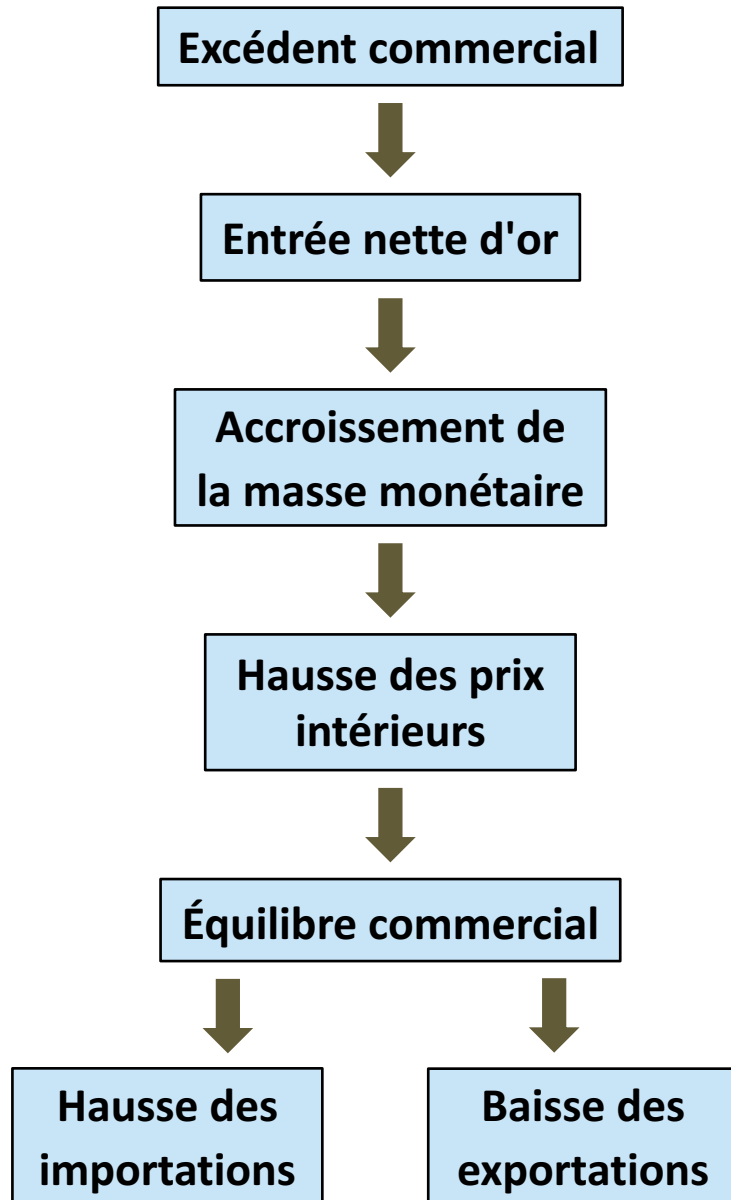 Excédent commercial
Entrée nette d'or
Accroissement de
la masse monétaire
Hausse des prix
intérieurs
Équilibre commercial
Hausse des
importations
Baisse des
exportations